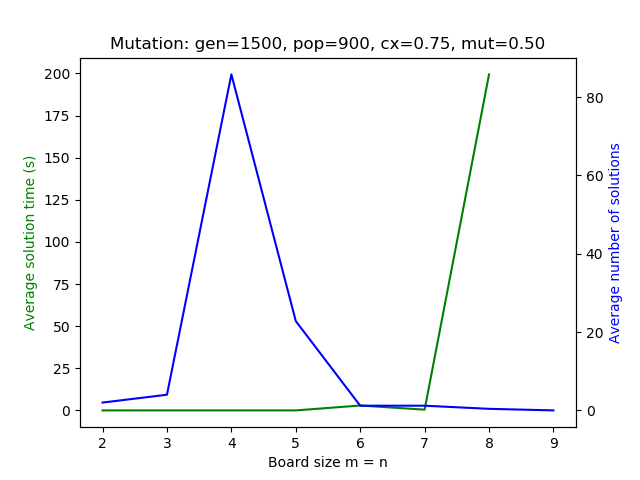 Mutation: gen=1500, pop=900, cx=0.75, mut=0.50
200
175
150
125
100
75
50
25
0
Average solution time (s)
80
60
40
20
0
Average number of solutions
2 3 4 5 6 7 8 9
Board size m = n